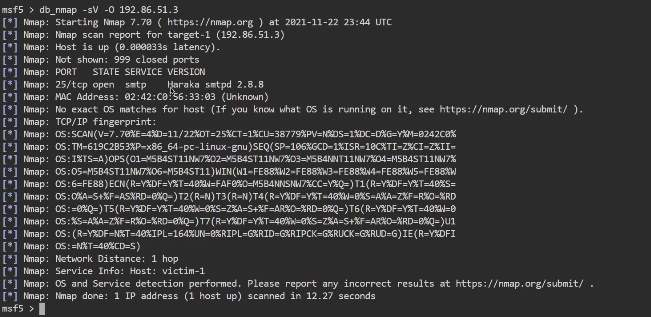 msf5 > db_nmap -sV -O 192.86.51.3
[*] Nmap: Starting Nmap 7.70 ( https://nmap.org ) at 2021-11-22 23:44 UTC
[*] Nmap: Nmap scan report for target-1 (192.86.51.3)
[*] Nmap: Host is up (0.000033s latency).
[*] Nmap: Not shown: 999 closed ports
[*] Nmap: PORT   STATE SERVICE VERSION
[*] Nmap: 25/tcp open  smtp    Haraka smtpd 2.8.8
[*] Nmap: MAC Address: 02:42:C0:56:33:03 (Unknown)
[*] Nmap: No exact OS matches for host (If you know what OS is running on it, see https://nmap.org/submit/ ).
[*] Nmap: TCP/IP fingerprint:
[*] Nmap: OS:SCAN(V=7.70%E=4%D=11/22%OT=25%CT=1%CU=38779%PV=N%DS=1%DC=D%G=Y%M=0242C0%
[*] Nmap: OS:TM=619C2B53%P=x86_64-pc-linux-gnu)SEQ(SP=106%GCD=1%ISR=10C%TI=Z%CI=Z%II=
[*] Nmap: OS:I%TS=A)OPS(O1=M5B4ST11NW7%O2=M5B4ST11NW7%O3=M5B4NNT11NW7%O4=M5B4ST11NW7%
[*] Nmap: OS:O5=M5B4ST11NW7%O6=M5B4ST11)WIN(W1=FE88%W2=FE88%W3=FE88%W4=FE88%W5=FE88%W
[*] Nmap: OS:6=FE88)ECN(R=Y%DF=Y%T=40%W=FAF0%O=M5B4NNSNW7%CC=Y%Q=)T1(R=Y%DF=Y%T=40%S=
[*] Nmap: OS:O%A=S+%F=AS%RD=0%Q=)T2(R=N)T3(R=N)T4(R=Y%DF=Y%T=40%W=0%S=A%A=Z%F=R%O=%RD
[*] Nmap: OS:=0%Q=)T5(R=Y%DF=Y%T=40%W=0%S=Z%A=S+%F=AR%O=%RD=0%Q=)T6(R=Y%DF=Y%T=40%W=0
[*] Nmap: OS:%S=A%A=Z%F=R%O=%RD=0%Q=)T7(R=Y%DF=Y%T=40%W=0%S=Z%A=S+%F=AR%O=%RD=0%Q=)U1
[*] Nmap: OS:(R=Y%DF=N%T=40%IPL=164%UN=0%RIPL=G%RID=G%RIPCK=G%RUCK=G%RUD=G)IE(R=Y%DFI
[*] Nmap: OS:=N%T=40%CD=S)
[*] Nmap: Network Distance: 1 hop
[*] Nmap: Service Info: Host: victim-1
[*] Nmap: OS and Service detection performed. Please report any incorrect results at https://nmap.org/submit/ .
[*] Nmap: Nmap done: 1 IP address (1 host up) scanned in 12.27 seconds
msf5 >